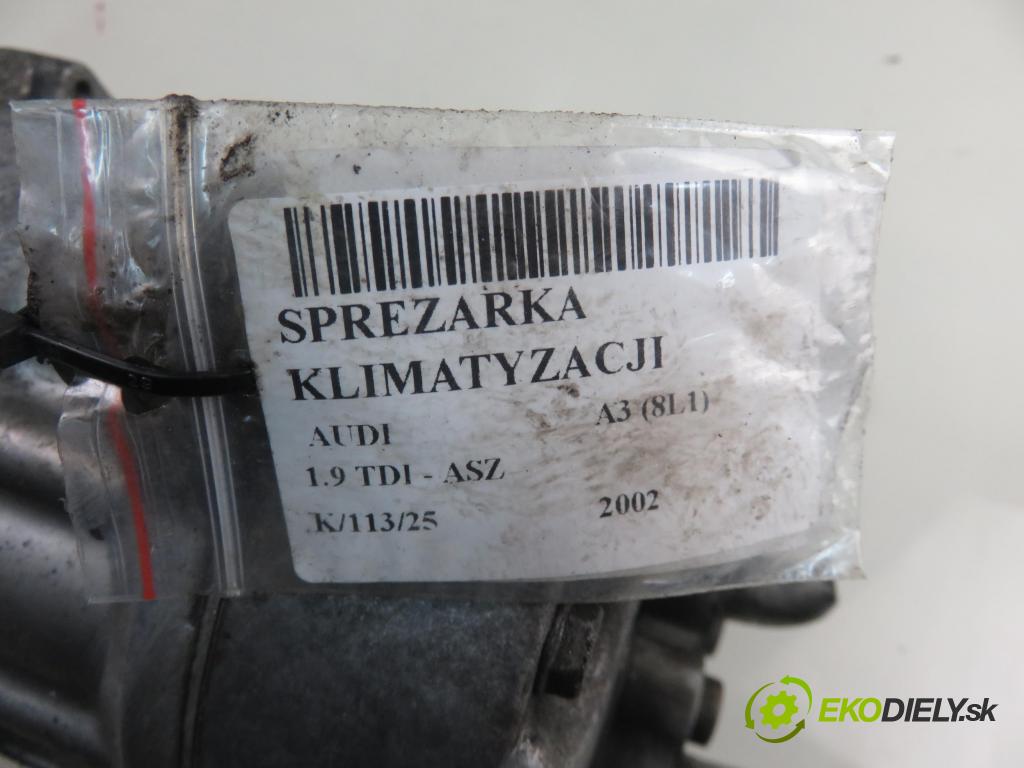 SPREZARKA
KLIMATYZACJI
AUDI A3 (8L1)
1.9 TDI - ASZ
K/113/25 2002
EKODIELY.sk